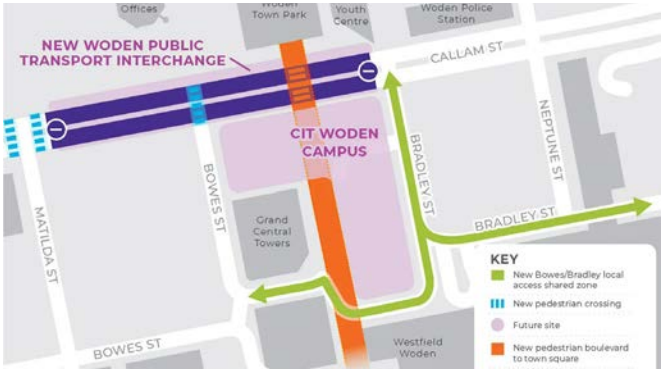 Offices
Woden
Town Park
Youth
Centre
Woden Police
Station
NEW WODEN PUBLIC
TRANSPORT INTERCHANGE
CALLAM ST
NEPTUNE ST
CIT WODEN
CAMPUS
BRADLEY ST
BOWES ST
MATILDA ST
Grand
Central
Towers
BRADLEY ST
BOWES ST
Westfield
Woden
KEY
New Bowes/Bradley local
access shared zone
New pedestrian crossing
Future site
New pedestrian boulevard
to town square